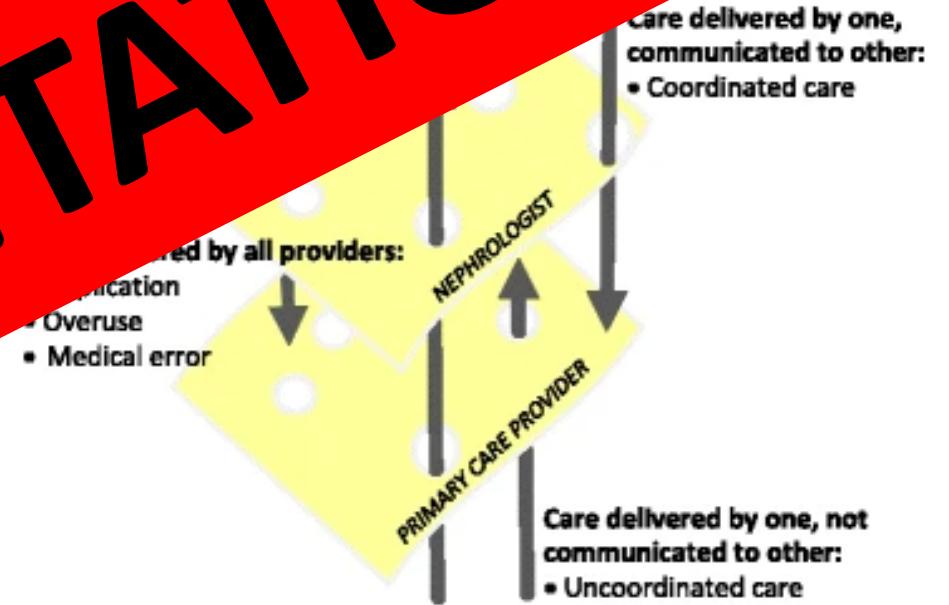 Care delivered by one,
communicated to other:
• Coordinated care
NEPHROLOGIST
by all providers:
• Overuse
• Medical error
PRIMARY CARE PROVIDER
Care delivered by one, not
communicated to other:
• Uncoordinated care